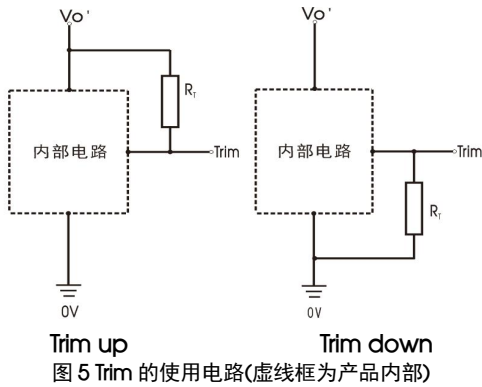 Vo'
Vo'
RT
内部电路
Trim
内部电路
Trim
RT
0V
0V
Trim up
Trim down
图 5 Trim 的使用电路(虚线框为产品内部)